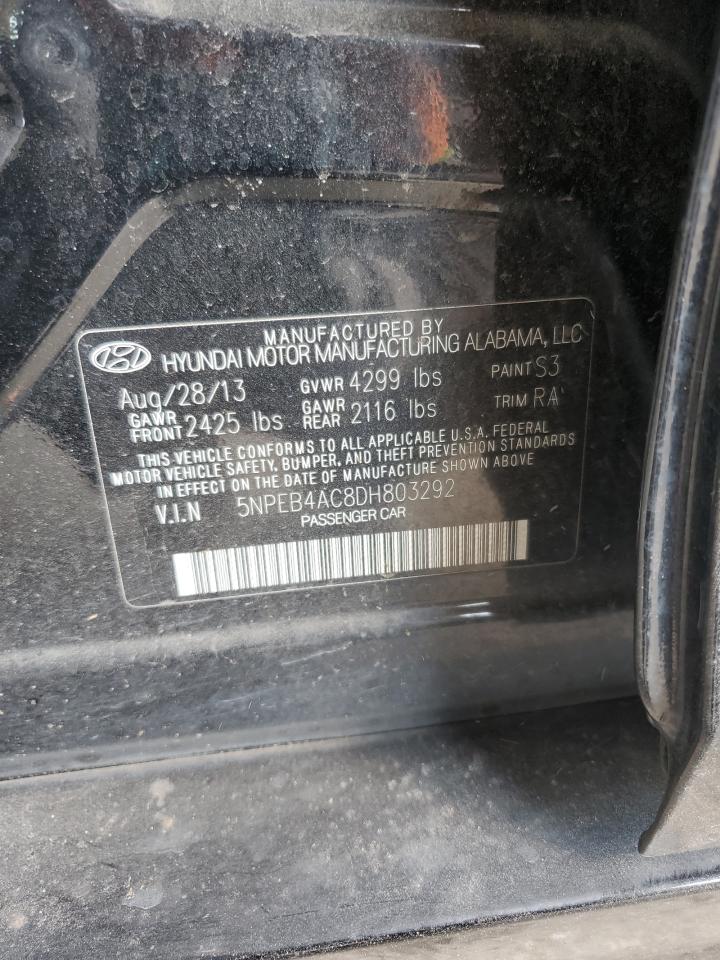 MANUFACTURED BY
HYUNDAI MOTOR MANUFACTURING ALABAMA, LLC
Aug/28/13 GVWR 4299 lbs PAINT S3
GAWR FRONT 2425 lbs GAWR REAR 2116 lbs TRIM RA
THIS VEHICLE CONFORMS TO ALL APPLICABLE U.S.A. FEDERAL
MOTOR VEHICLE SAFETY, BUMPER, AND THEFT PREVENTION STANDARDS
IN EFFECT ON THE DATE OF MANUFACTURE SHOWN ABOVE
V.I.N 5NPEB4AC8DH803292
PASSENGER CAR